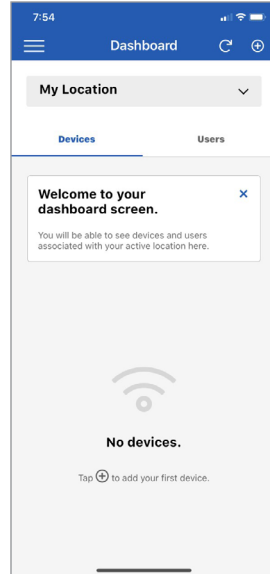 7:54
Dashboard
My Location
Devices
Users
Welcome to your
dashboard screen.
You will be able to see devices and users
associated with your active location here.
No devices.
Tap to add your first device.